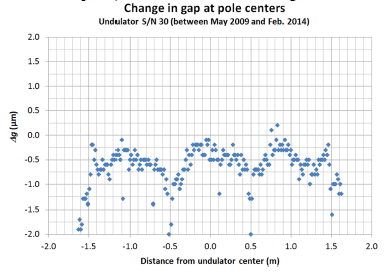 Change in gap at pole centers
Undulator S/N 30 (between May 2009 and Feb. 2014)
2.0
1.5
1.0
0.5
0.0
-0.5
-1.0
-1.5
-2.0
Δg (µm)
-2.0 -1.5 -1.0 -0.5 0.0 0.5 1.0 1.5 2.0
Distance from undulator center (m)